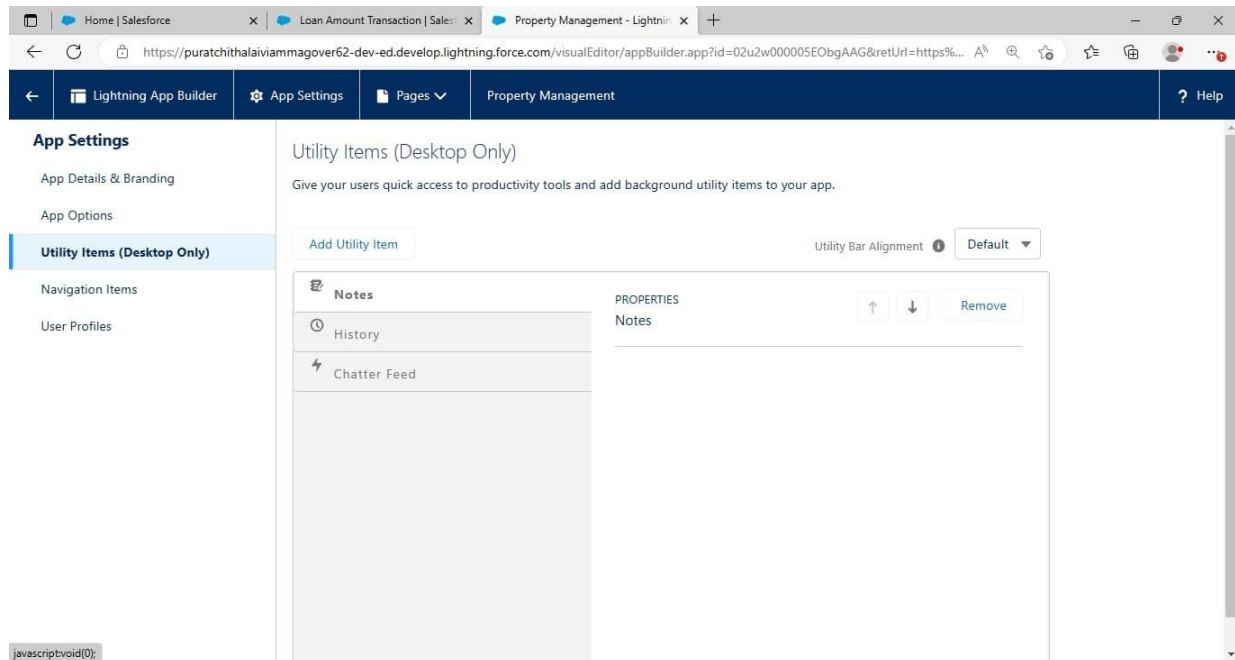 Home | Salesforce
Loan Amount Transaction | Sales
Property Management - Lightnin
https://puratchithalaiviammagover62-dev-ed.develop.lightning.force.com/visualEditor/appBuilder.app?id=02u2w000005EObgAAG&retUrl=https%...
Lightning App Builder
App Settings
Pages
Property Management
? Help
App Settings
App Details & Branding
App Options
Utility Items (Desktop Only)
Navigation Items
User Profiles
Utility Items (Desktop Only)
Give your users quick access to productivity tools and add background utility items to your app.
Add Utility Item
Utility Bar Alignment
Default
Notes
History
Chatter Feed
PROPERTIES
Notes
Remove
javascript:void(0);